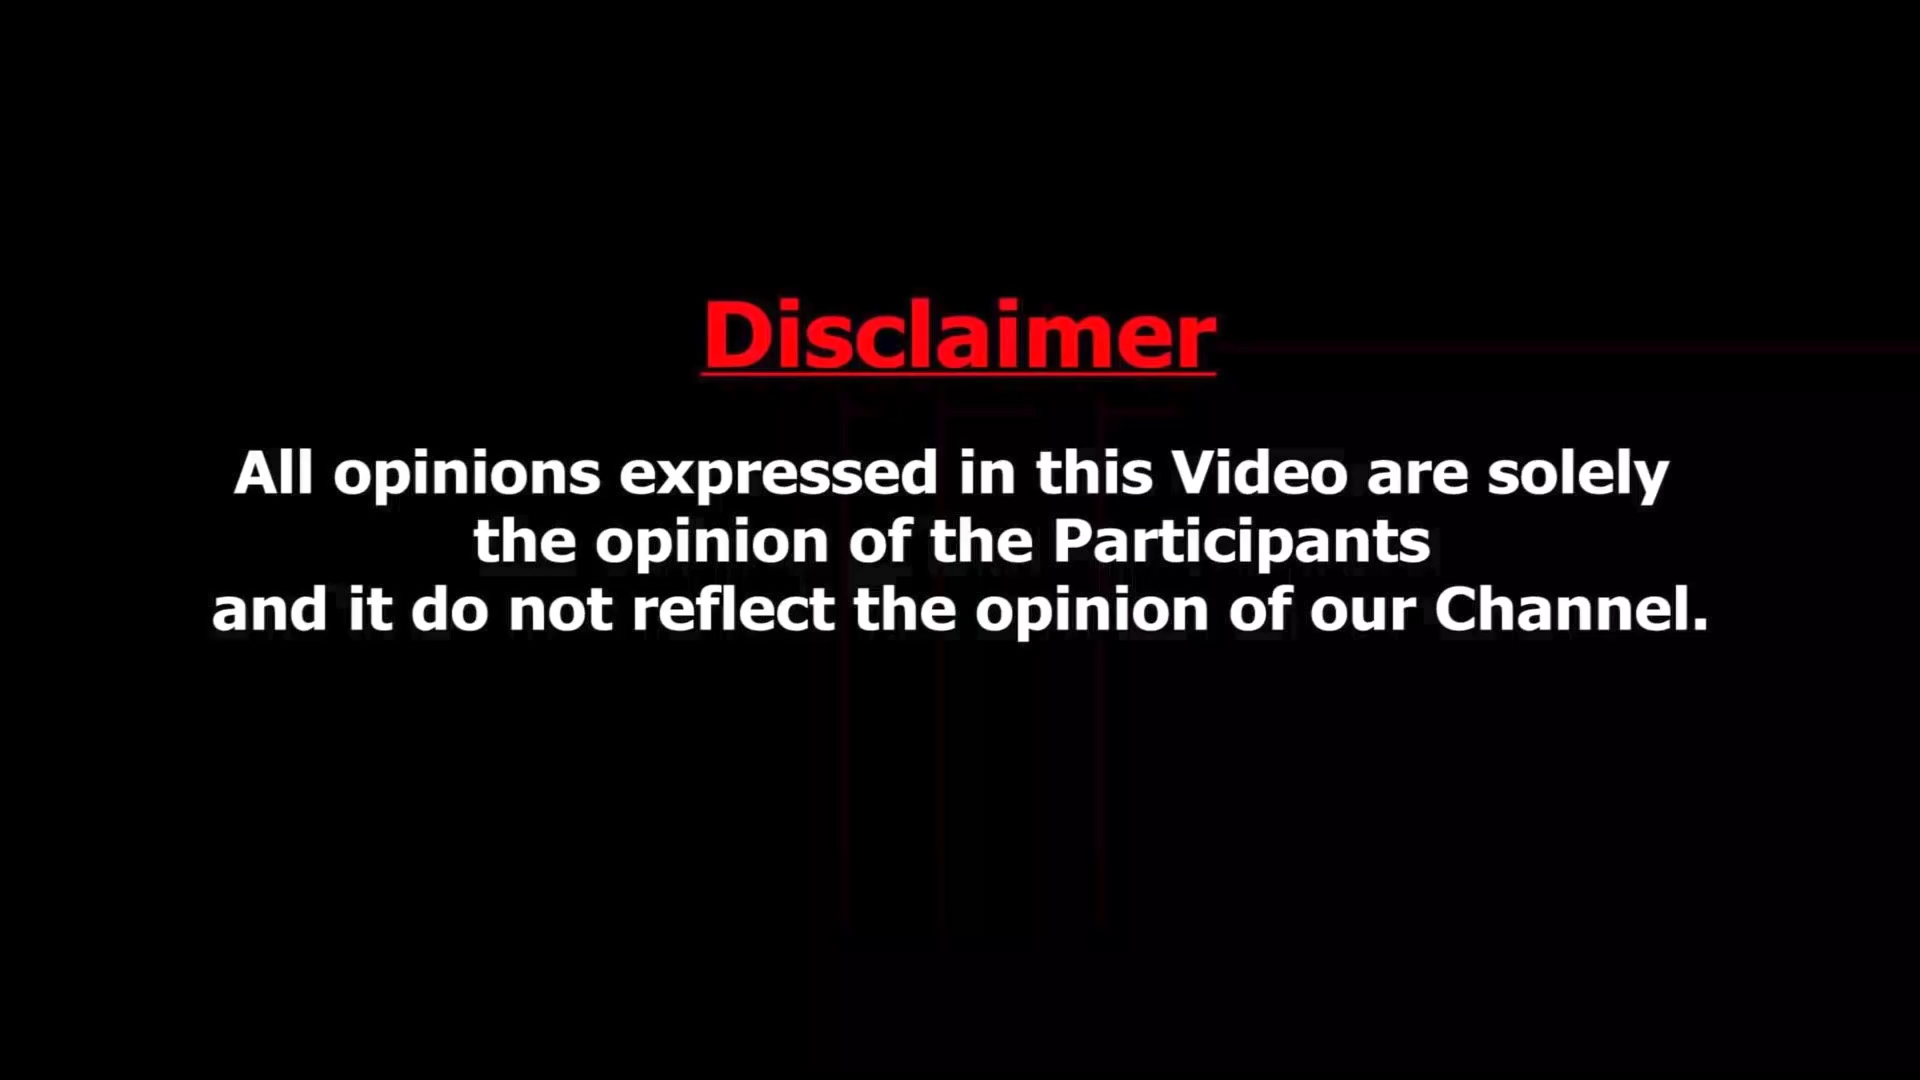 Disclaimer
All opinions expressed in this Video are solely
the opinion of the Participants
and it do not reflect the opinion of our Channel.